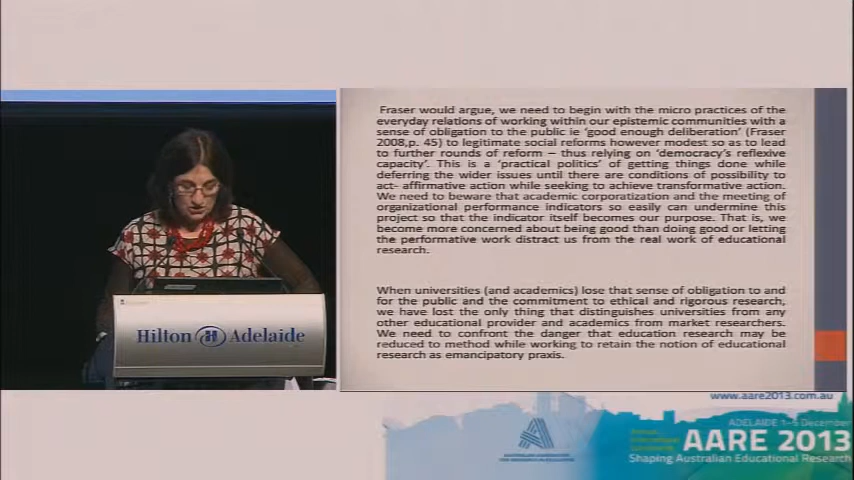 Fraser would argue, we need to begin with the micro practices of the
everyday relations of working within our epistemic communities with a
sense of obligation to the public ie 'good enough deliberation' (Fraser
2008,p. 45) to legitimate social reforms however modest so as to lead
to further rounds of reform – thus relying on 'democracy's reflexive
capacity'. This is a 'practical politics' of getting things done while
deferring the wider issues until there are conditions of possibility to
act- affirmative action while seeking to achieve transformative action.
We need to beware that academic corporatization and the meeting of
organizational performance indicators so easily can undermine this
project so that the indicator itself becomes our purpose. That is, we
become more concerned about being good than doing good or letting
the performative work distract us from the real work of educational
research.
When universities (and academics) lose that sense of obligation to and
for the public and the commitment to ethical and rigorous research,
we have lost the only thing that distinguishes universities from any
other educational provider and academics from market researchers.
We need to confront the danger that education research may be
reduced to method while working to retain the notion of educational
research as emancipatory praxis.
Hilton Adelaide
www.aare2013.com.au
ADELAIDE 1-5 December
AARE 2013
Shaping Australian Educational Research